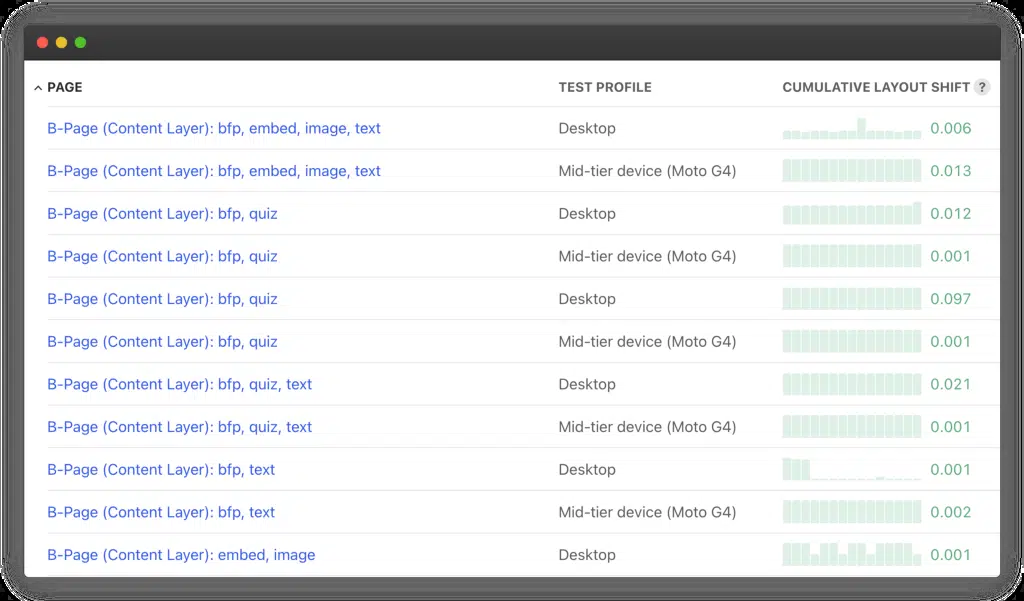 PAGE TEST PROFILE CUMULATIVE LAYOUT SHIFT ?
B-Page (Content Layer): bfp, embed, image, text Desktop 0.006
B-Page (Content Layer): bfp, embed, image, text Mid-tier device (Moto G4) 0.013
B-Page (Content Layer): bfp, quiz Desktop 0.012
B-Page (Content Layer): bfp, quiz Mid-tier device (Moto G4) 0.001
B-Page (Content Layer): bfp, quiz Desktop 0.097
B-Page (Content Layer): bfp, quiz Mid-tier device (Moto G4) 0.001
B-Page (Content Layer): bfp, quiz, text Desktop 0.021
B-Page (Content Layer): bfp, quiz, text Mid-tier device (Moto G4) 0.001
B-Page (Content Layer): bfp, text Desktop 0.001
B-Page (Content Layer): bfp, text Mid-tier device (Moto G4) 0.002
B-Page (Content Layer): embed, image Desktop 0.001